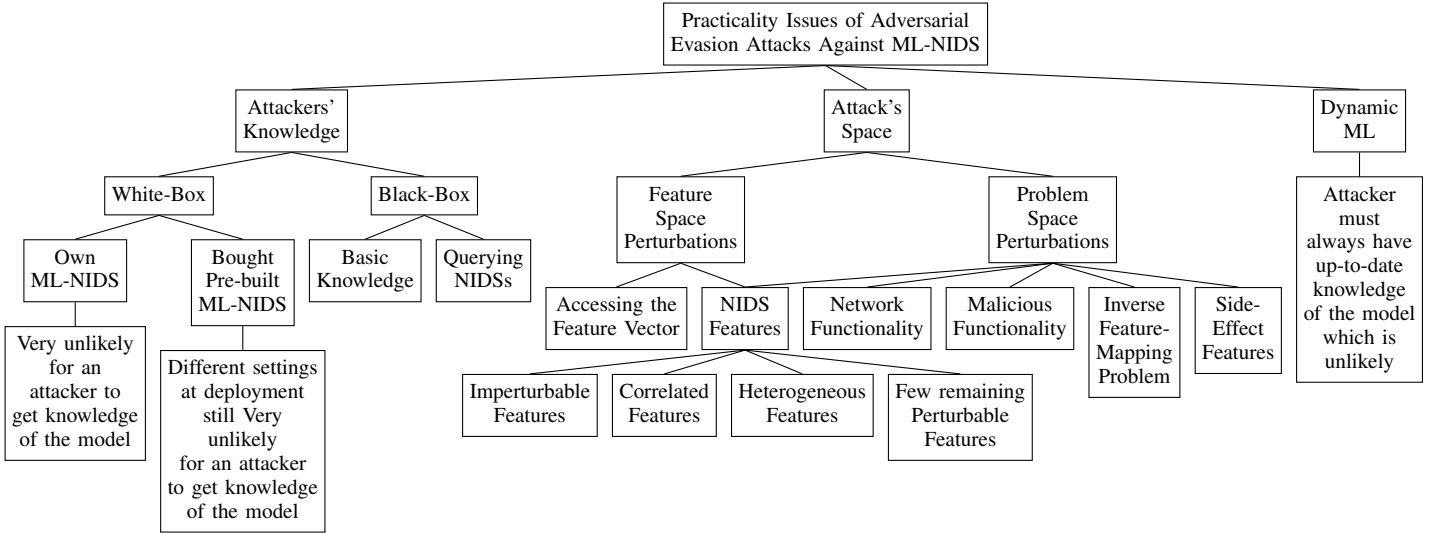 Practicality Issues of Adversarial
Evasion Attacks Against ML-NIDS
Attackers'
Knowledge
Attack's
Space
Dynamic
ML
White-Box
Black-Box
Feature
Space
Perturbations
Problem
Space
Perturbations
Attacker
must
always have
up-to-date
knowledge
of the model
which is
unlikely
Own
ML-NIDS
Bought
Pre-built
ML-NIDS
Basic
Knowledge
Querying
NIDSs
Accessing the
Feature Vector
NIDS
Features
Network
Functionality
Malicious
Functionality
Inverse
Feature-
Mapping
Problem
Side-
Effect
Features
Very unlikely
for an
attacker to
get knowledge
of the model
Different settings
at deployment
still Very
unlikely
for an attacker
to get knowledge
of the model
Imperturbable
Features
Correlated
Features
Heterogeneous
Features
Few remaining
Perturbable
Features